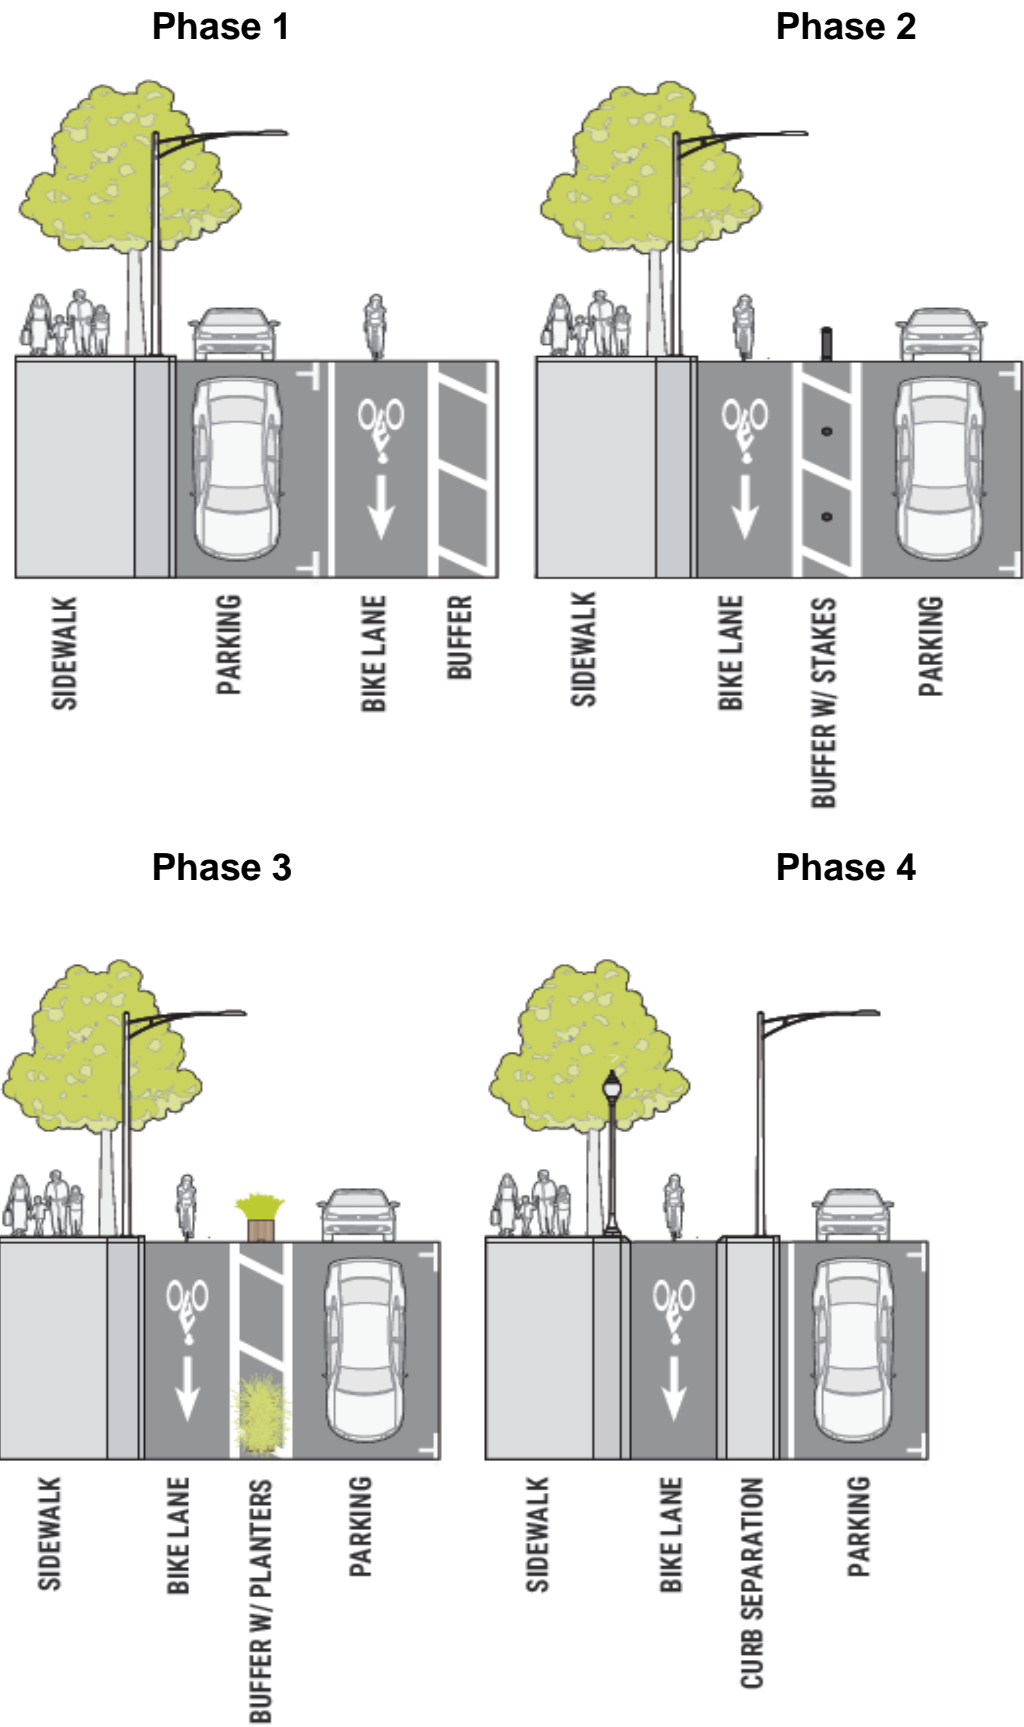 Phase 1
Phase 2
SIDEWALK
PARKING
BIKE LANE
BUFFER
SIDEWALK
BIKE LANE
BUFFER W/ STAKES
PARKING
Phase 3
Phase 4
SIDEWALK
BIKE LANE
BUFFER W/ PLANTERS
PARKING
SIDEWALK
BIKE LANE
CURB SEPARATION
PARKING